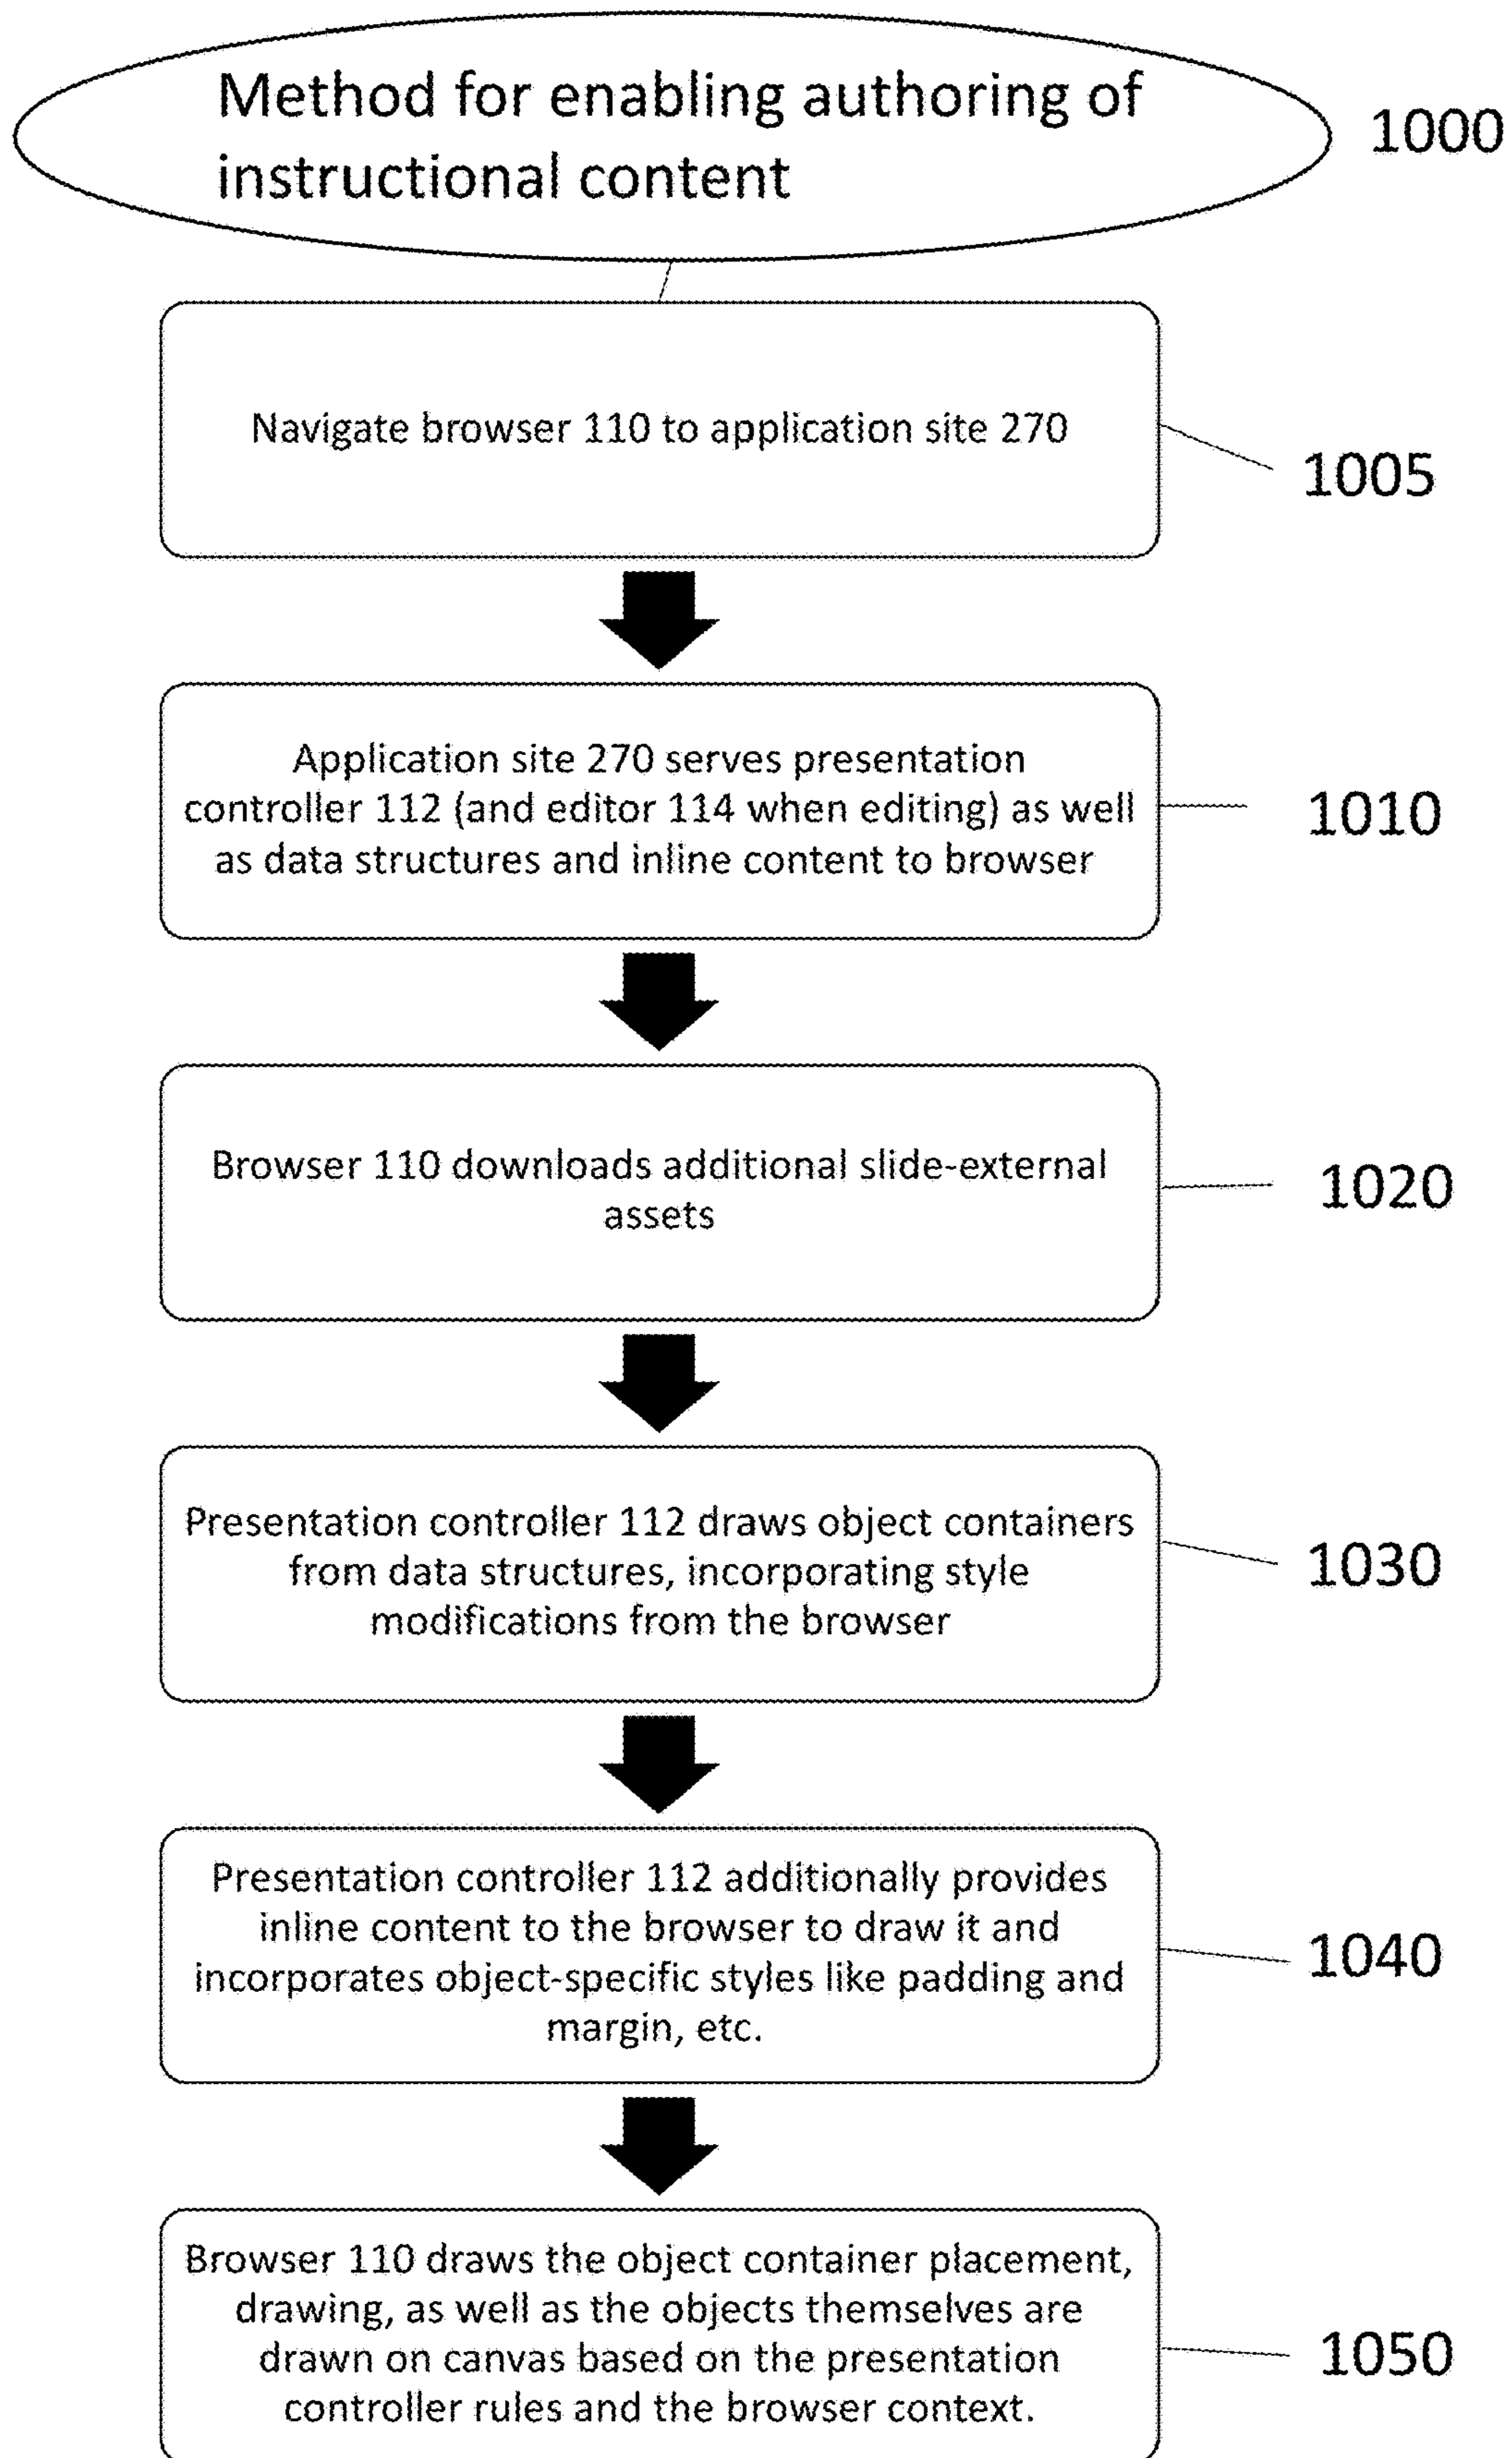 Method for enabling authoring of
instructional content
1000
Navigate browser 110 to application site 270
1005
Application site 270 serves presentation
controller 112 (and editor 114 when editing) as well
as data structures and inline content to browser
1010
Browser 110 downloads additional slide-external
assets
1020
Presentation controller 112 draws object containers
from data structures, incorporating style
modifications from the browser
1030
Presentation controller 112 additionally provides
inline content to the browser to draw it and
incorporates object-specific styles like padding and
margin, etc.
1040
Browser 110 draws the object container placement,
drawing, as well as the objects themselves are
drawn on canvas based on the presentation
controller rules and the browser context.
1050